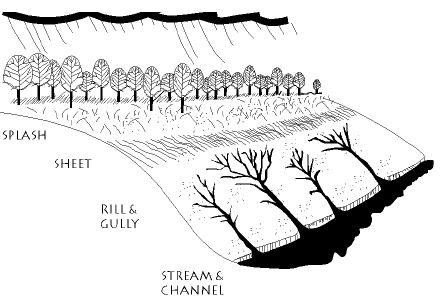 SPLASH
SHEET
RILL &
GULLY
STREAM &
CHANNEL